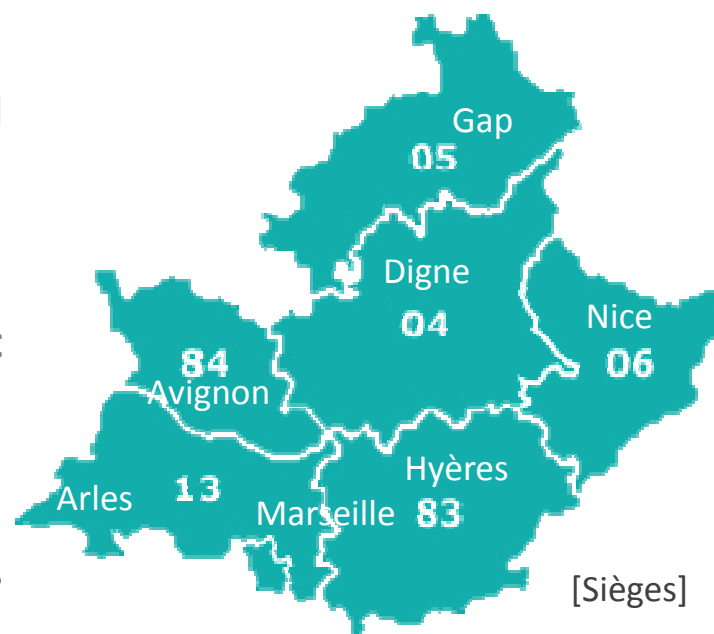 Gap
05
Digne
04
Nice
06
84
Avignon
Hyères
83
13
Arles
Marseille
[Sièges]